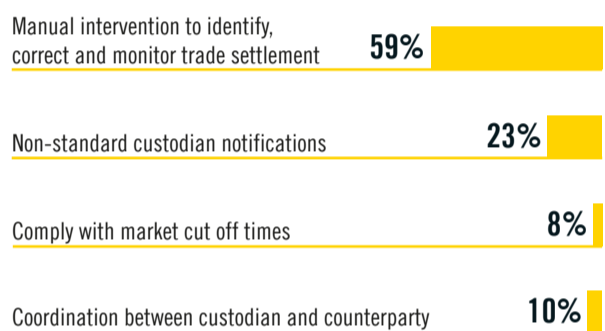 Manual intervention to identify,
correct and monitor trade settlement 59%
Non-standard custodian notifications 23%
Comply with market cut off times 8%
Coordination between custodian and counterparty 10%